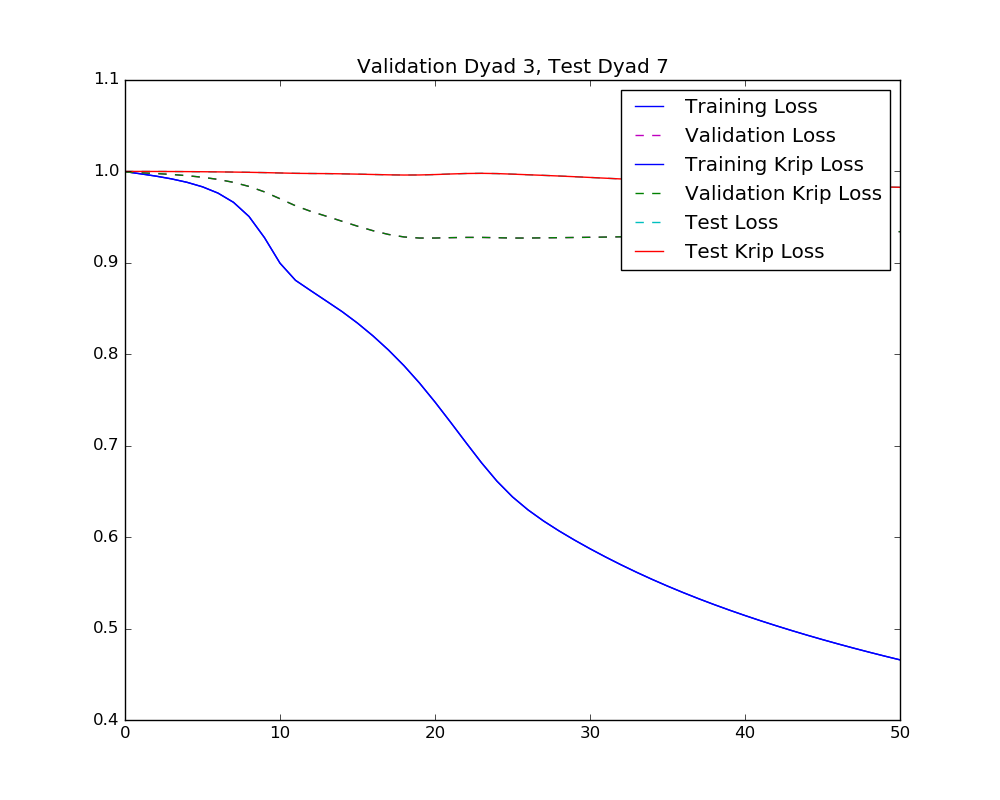 Validation Dyad 3, Test Dyad 7
1.1
1.0
0.9
0.8
0.7
0.6
0.5
0.4
0
10
20
30
40
50
Training Loss
Validation Loss
Training Krip Loss
Validation Krip Loss
Test Loss
Test Krip Loss